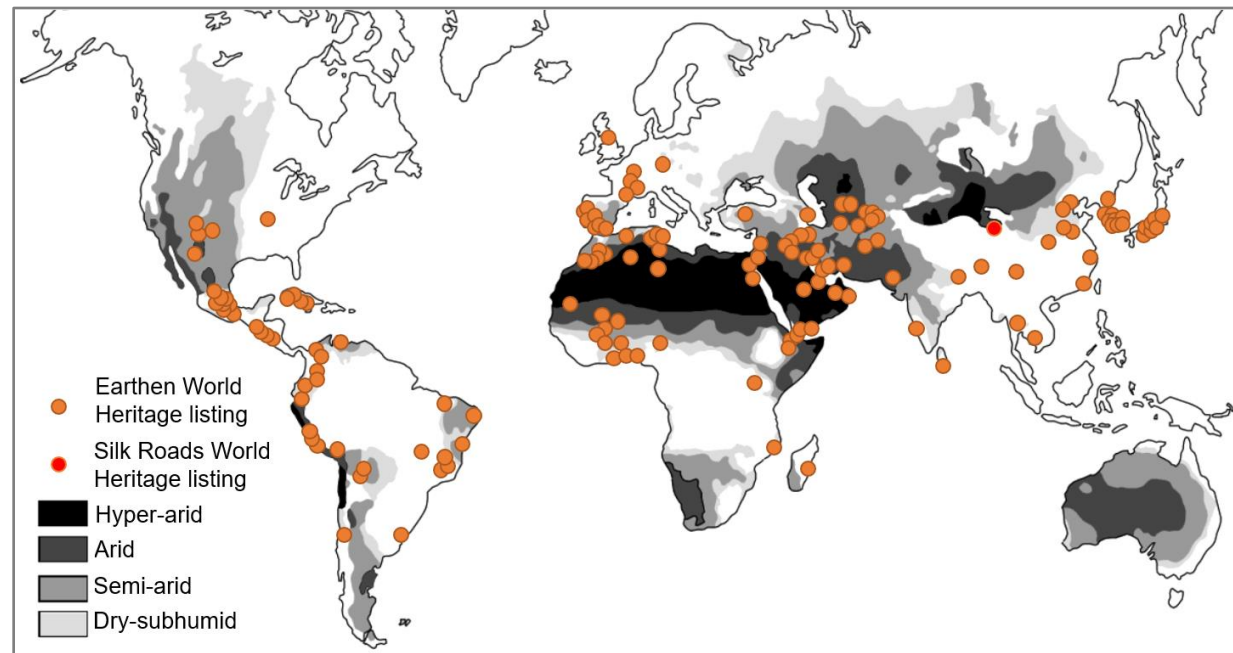 Earthen World
Heritage listing
Silk Roads World
Heritage listing
Hyper-arid
Arid
Semi-arid
Dry-subhumid